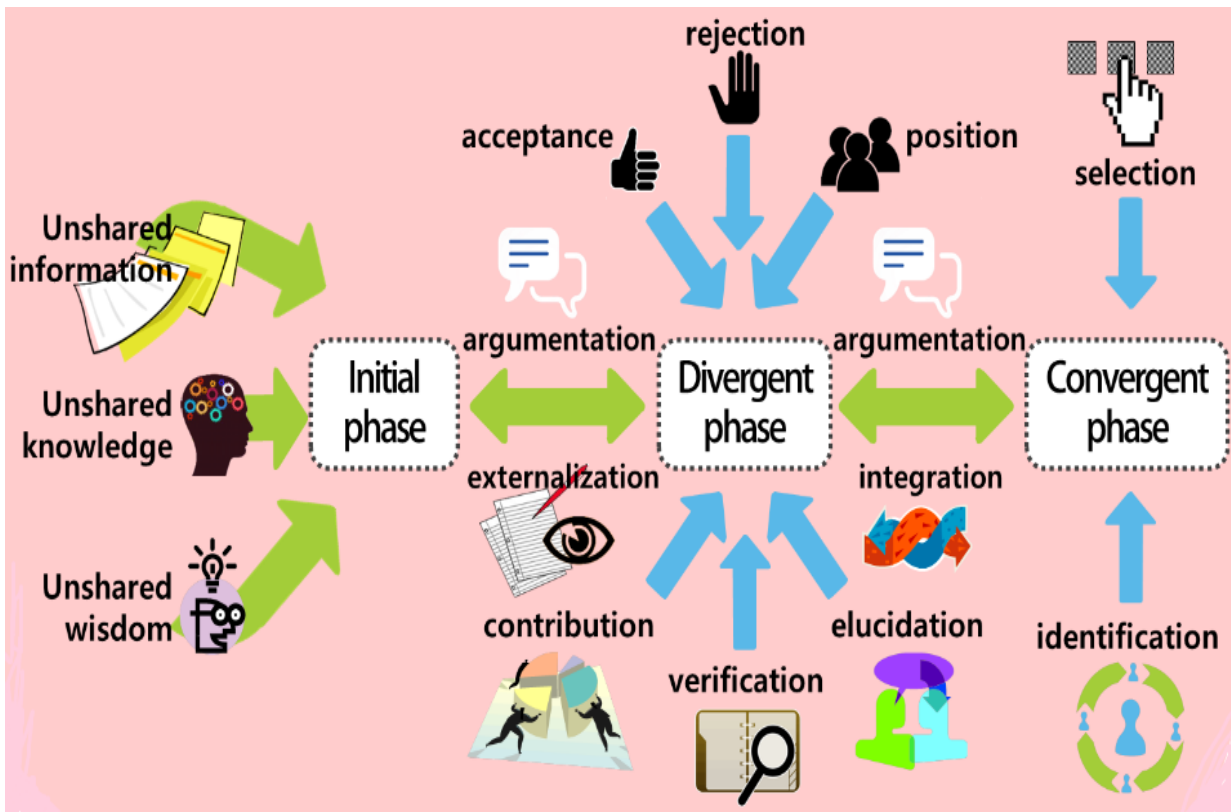 rejection
acceptance
position
selection
Unshared
information
argumentation
argumentation
Initial
phase
Divergent
phase
Convergent
phase
Unshared
knowledge
externalization
integration
Unshared
wisdom
contribution
elucidation
identification
verification